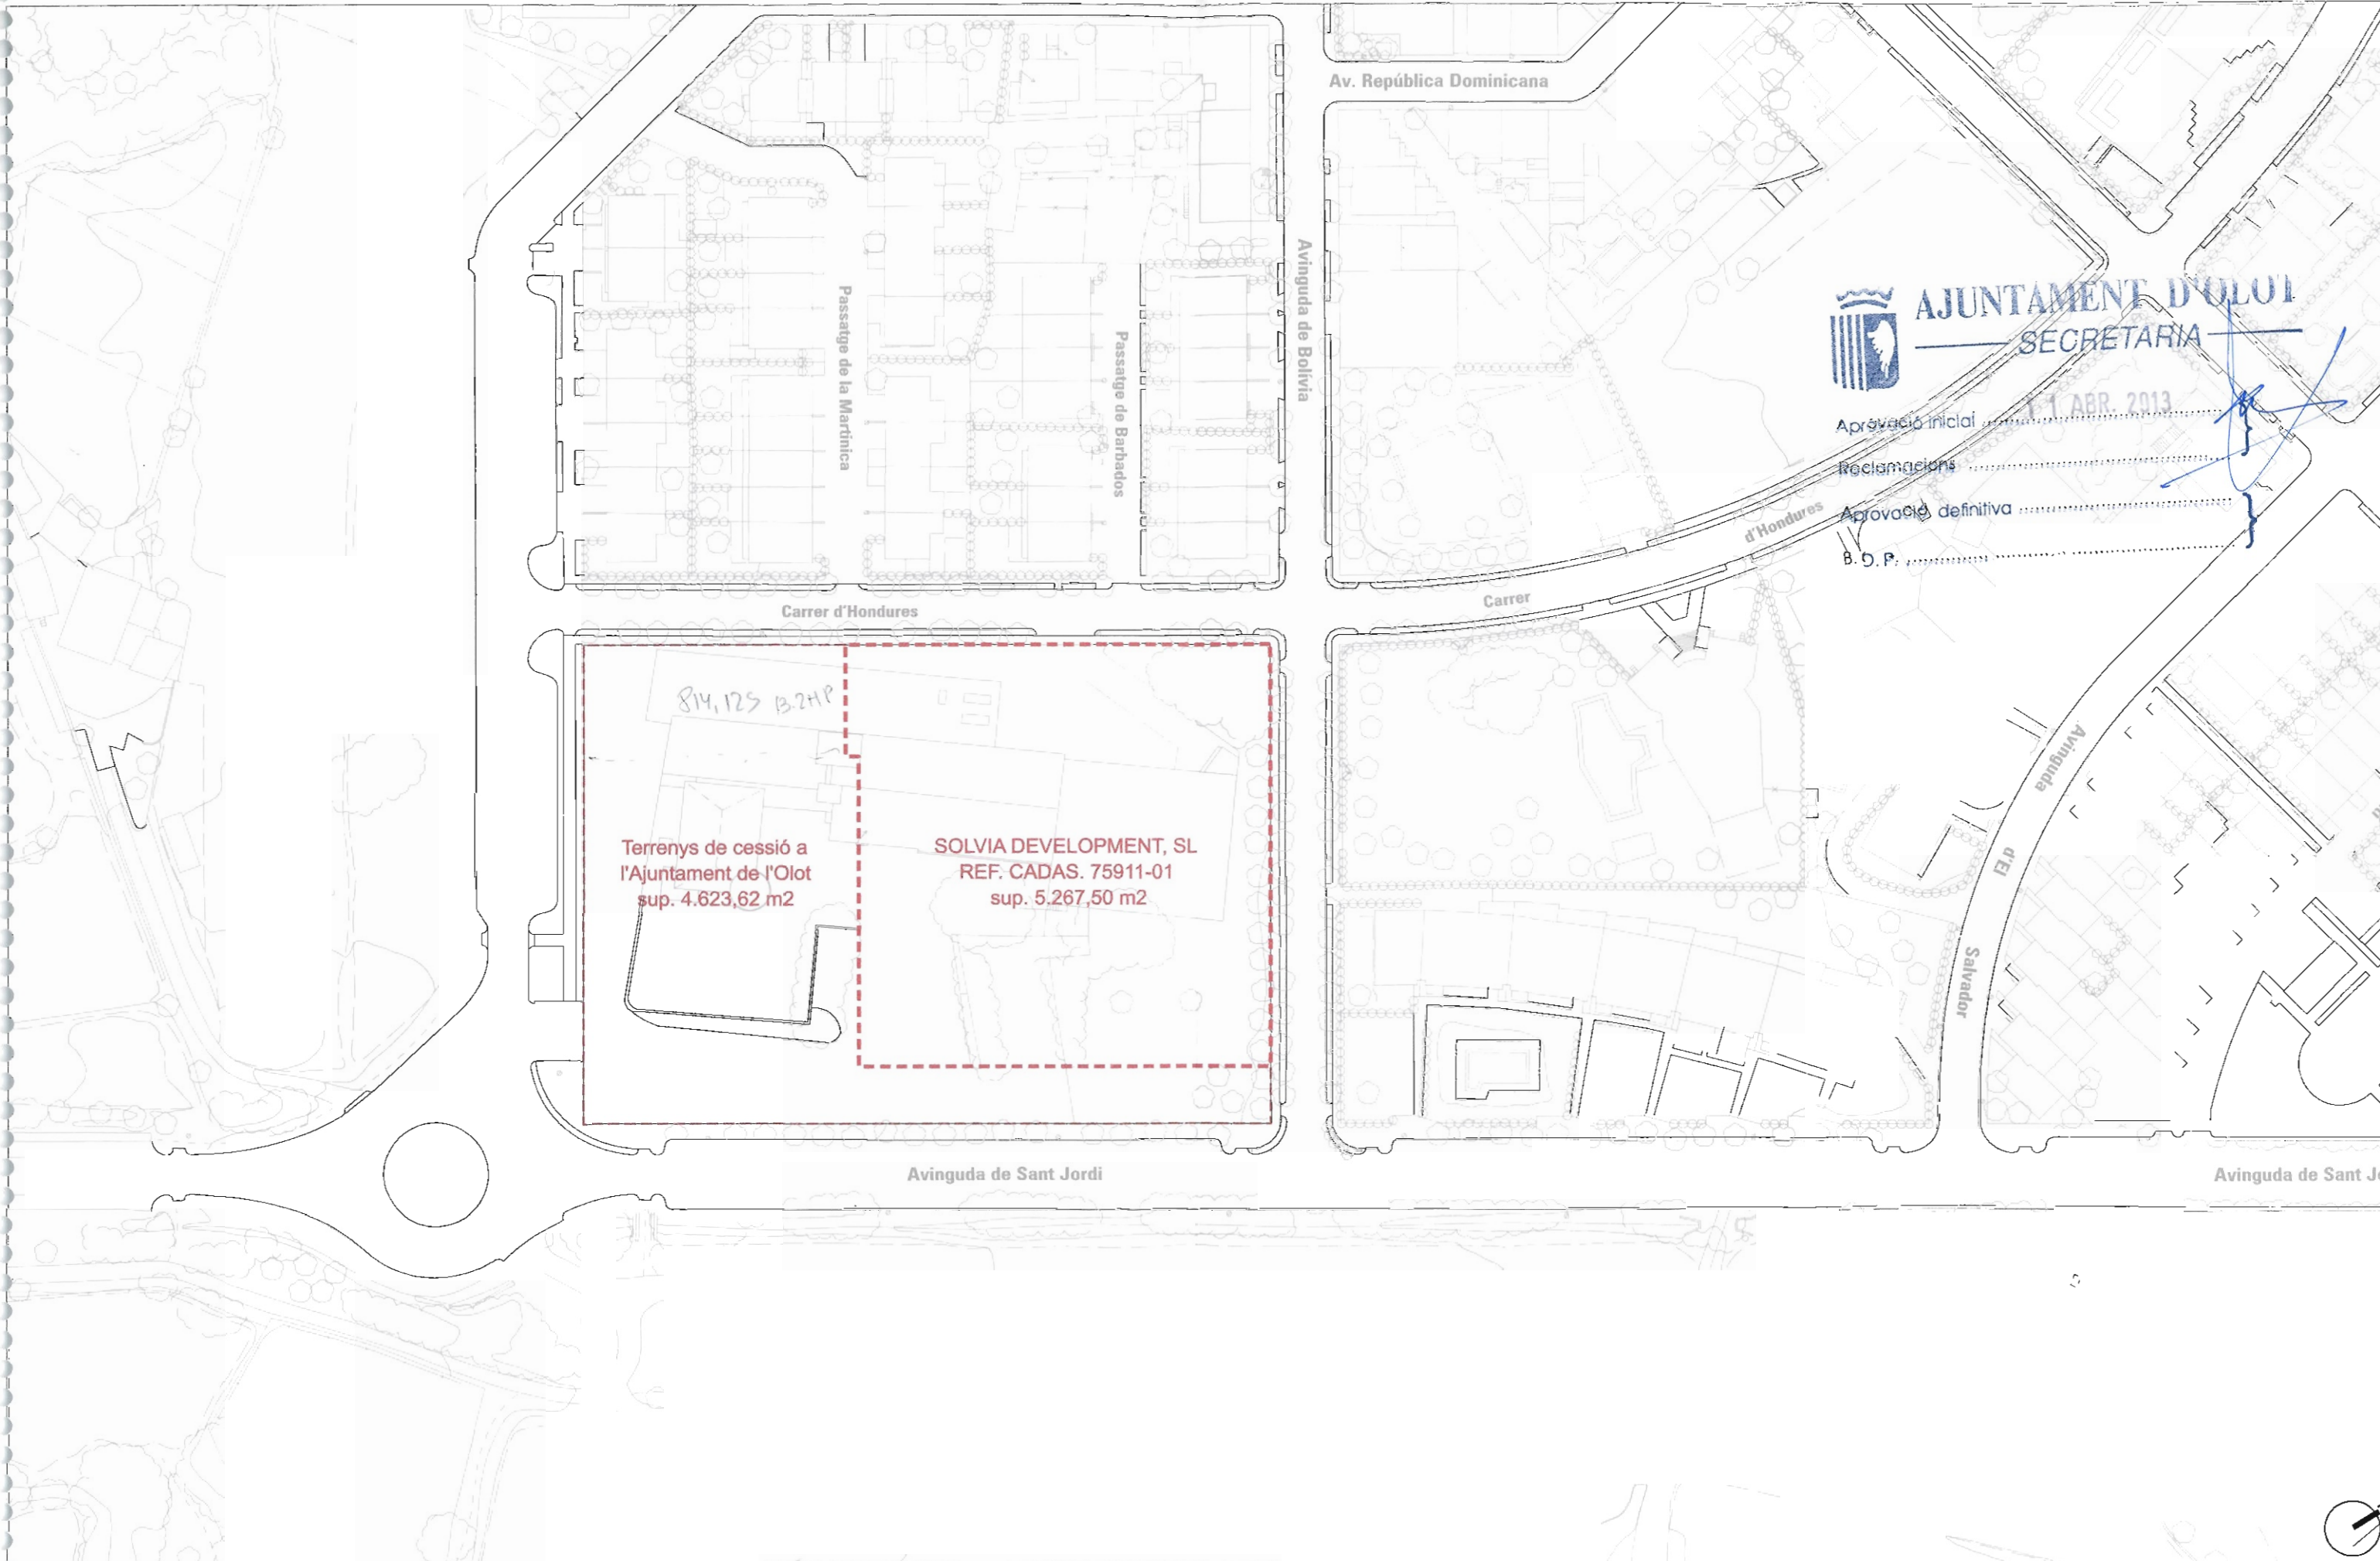 Av. República Dominicana
Avinguda de Bolívia
Passatge de la Martinica
Passatge de Barbados
AJUNTAMENT D'OLOT
SECRETARIA
Aprovació inicial 11 ABR. 2013
Reclamacions
Aprovació definitiva
B.O.P.
Carrer d'Hondures
Carrer d'Hondures
814,125 13.2HP
Terrenys de cessió a
l'Ajuntament de l'Olot
sup. 4.623,62 m2
SOLVIA DEVELOPMENT, SL
REF. CADAS. 75911-01
sup. 5.267,50 m2
Avinguda d'El Salvador
Avinguda de Sant Jordi
Avinguda de Sant J